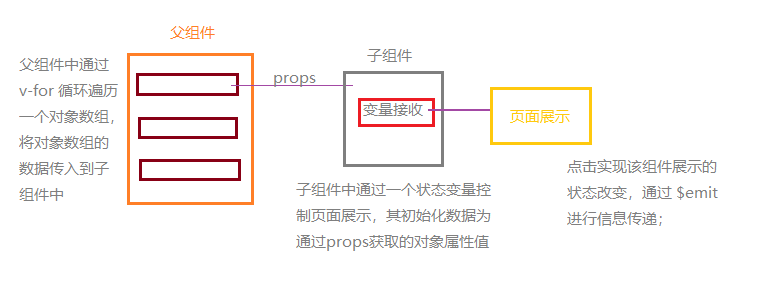 父组件
父组件中通过
v-for 循环遍历
一个对象数组，
将对象数组的
数据传入到子
组件中
props
子组件
变量接收
子组件中通过一个状态变量控
制页面展示，其初始化数据为
通过props获取的对象属性值
页面展示
点击实现该组件展示的
状态改变，通过 $emit
进行信息传递；